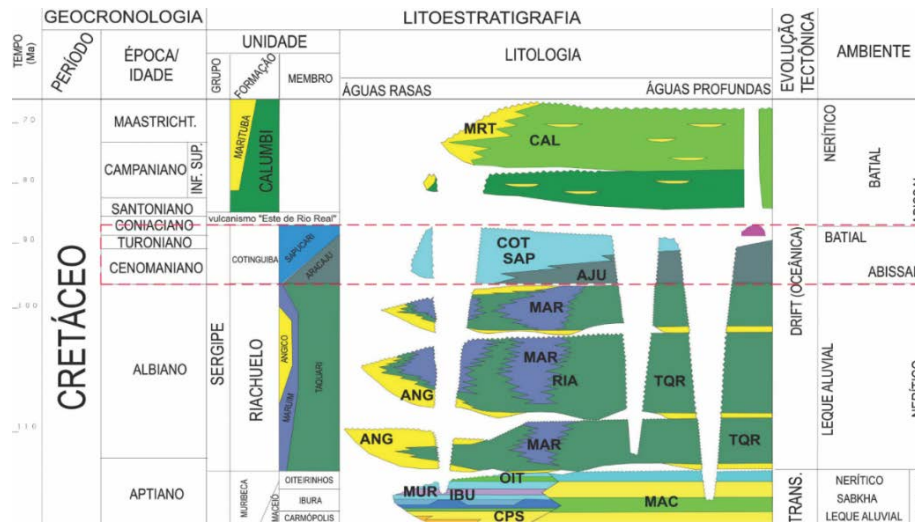 GEOCRONOLOGIA
LITOESTRATIGRAFIA
TEMPO
(Ma)
PERÍODO
ÉPOCA/
IDADE
UNIDADE
GRUPO
FORMAÇÃO
MEMBRO
LITOLOGIA
ÁGUAS RASAS
ÁGUAS PROFUNDAS
EVOLUÇÃO
TECTÔNICA
AMBIENTE
70
80
90
100
110
CRETÁCEO
MAASTRICHT.
CAMPANIANO
INF. SUP.
SANTONIANO
CONIACIANO
TURONIANO
CENOMANIANO
ALBIANO
APTIANO
SERGIPE
MARITUBA
CALUMBI
vulcanismo "Este de Rio Real"
COTINGUIBA
SAPUCARI
ARACAJU
RIACHUELO
ANGICO
MARUIM
TAQUARI
MURIBECA
MACEIÓ
OITEIRINHOS
IBURA
CARMÓPOLIS
MRT
CAL
COT
SAP
AJU
MAR
MAR
RIA
TQR
ANG
ANG
MAR
TQR
OIT
MUR
IBU
MAC
CPS
DRIFT (OCEÂNICA)
TRANS.
NERÍTICO
BATIAL
BATIAL
ABISSAL
LEQUE ALUVIAL
NERÍTICO
NERÍTICO
SABKHA
LEQUE ALUVIAL